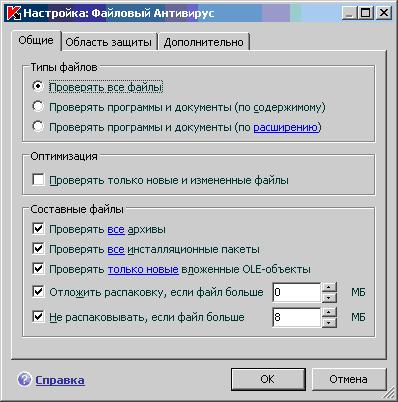 Настройка: Файловый Антивирус
Общие Область защиты Дополнительно
Типы файлов
Проверять все файлы
Проверять программы и документы (по содержимому)
Проверять программы и документы (по расширению)
Оптимизация
Проверять только новые и измененные файлы
Составные файлы
Проверять все архивы
Проверять все инсталляционные пакеты
Проверять только новые вложенные OLE-объекты
Отложить распаковку, если файл больше 0 МБ
Не распаковывать, если файл больше 8 МБ
Справка OK Отмена